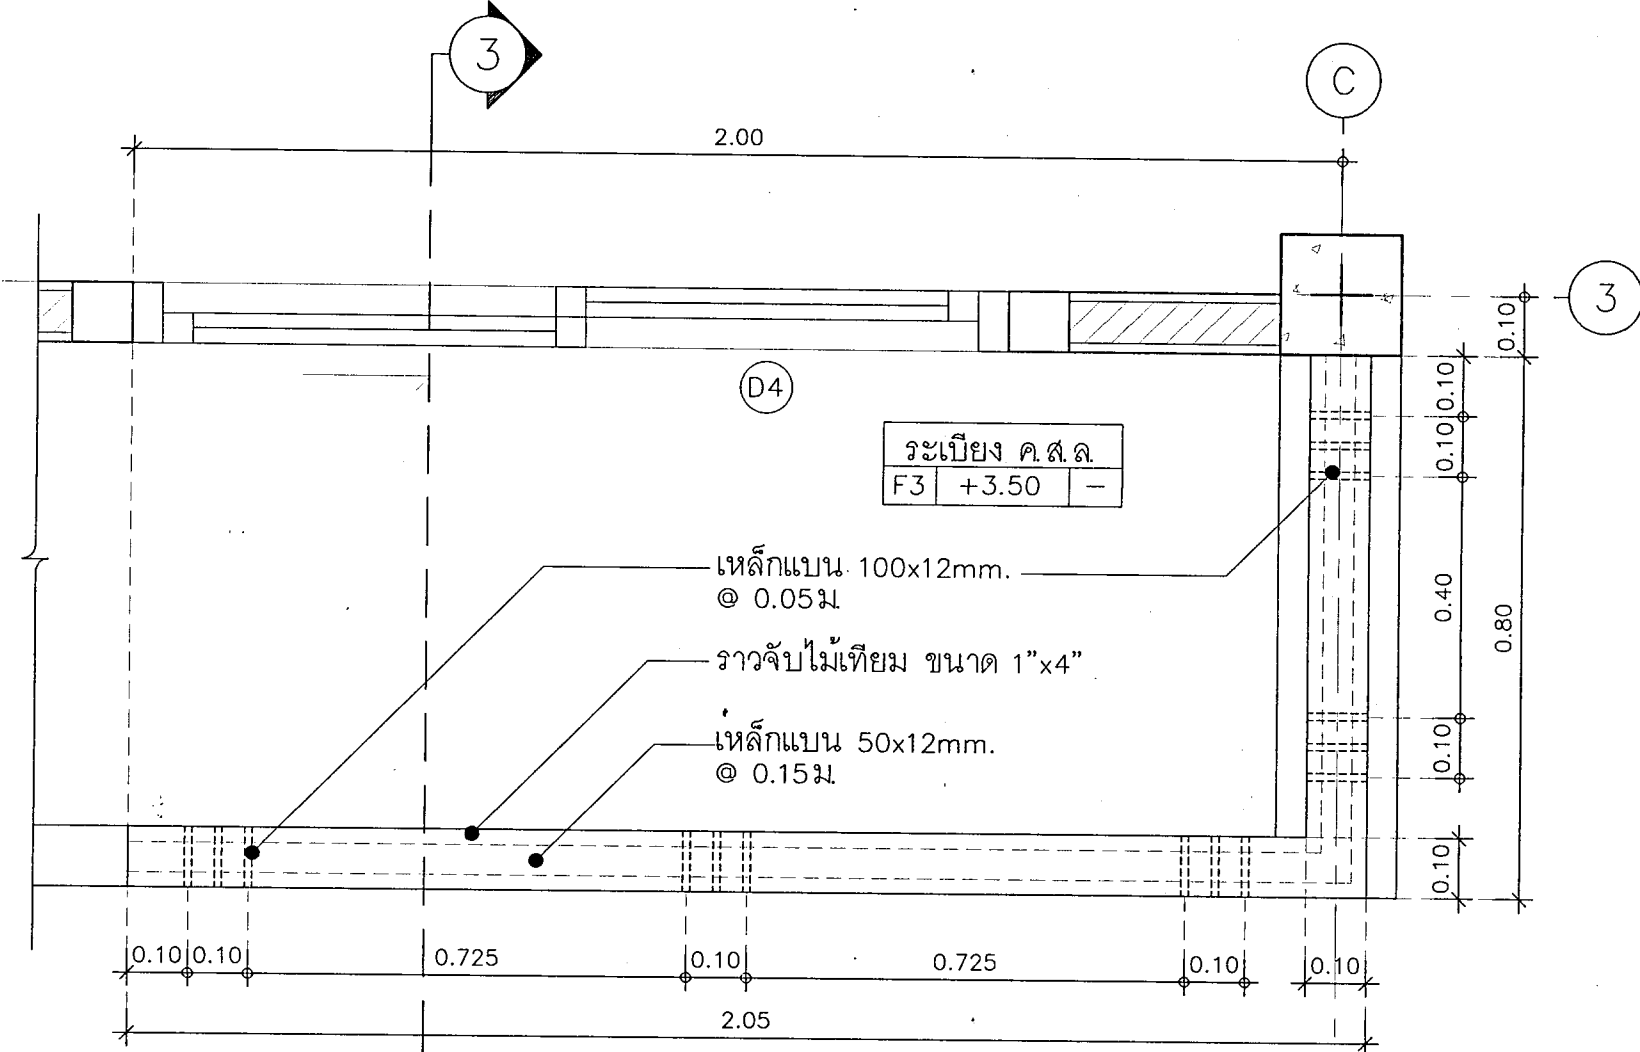 3
C
2.00
3
0.10
D4
0.10
ระเบียง ค.ส.ล.
F3 +3.50 –
0.10
เหล็กแบน 100x12mm.
@ 0.05ม.
0.40
0.80
ราวจับไม้เทียม ขนาด 1"x4"
เหล็กแบน 50x12mm.
@ 0.15ม.
0.10
0.10
0.10 0.10 0.725 0.10 0.725 0.10 0.10
2.05